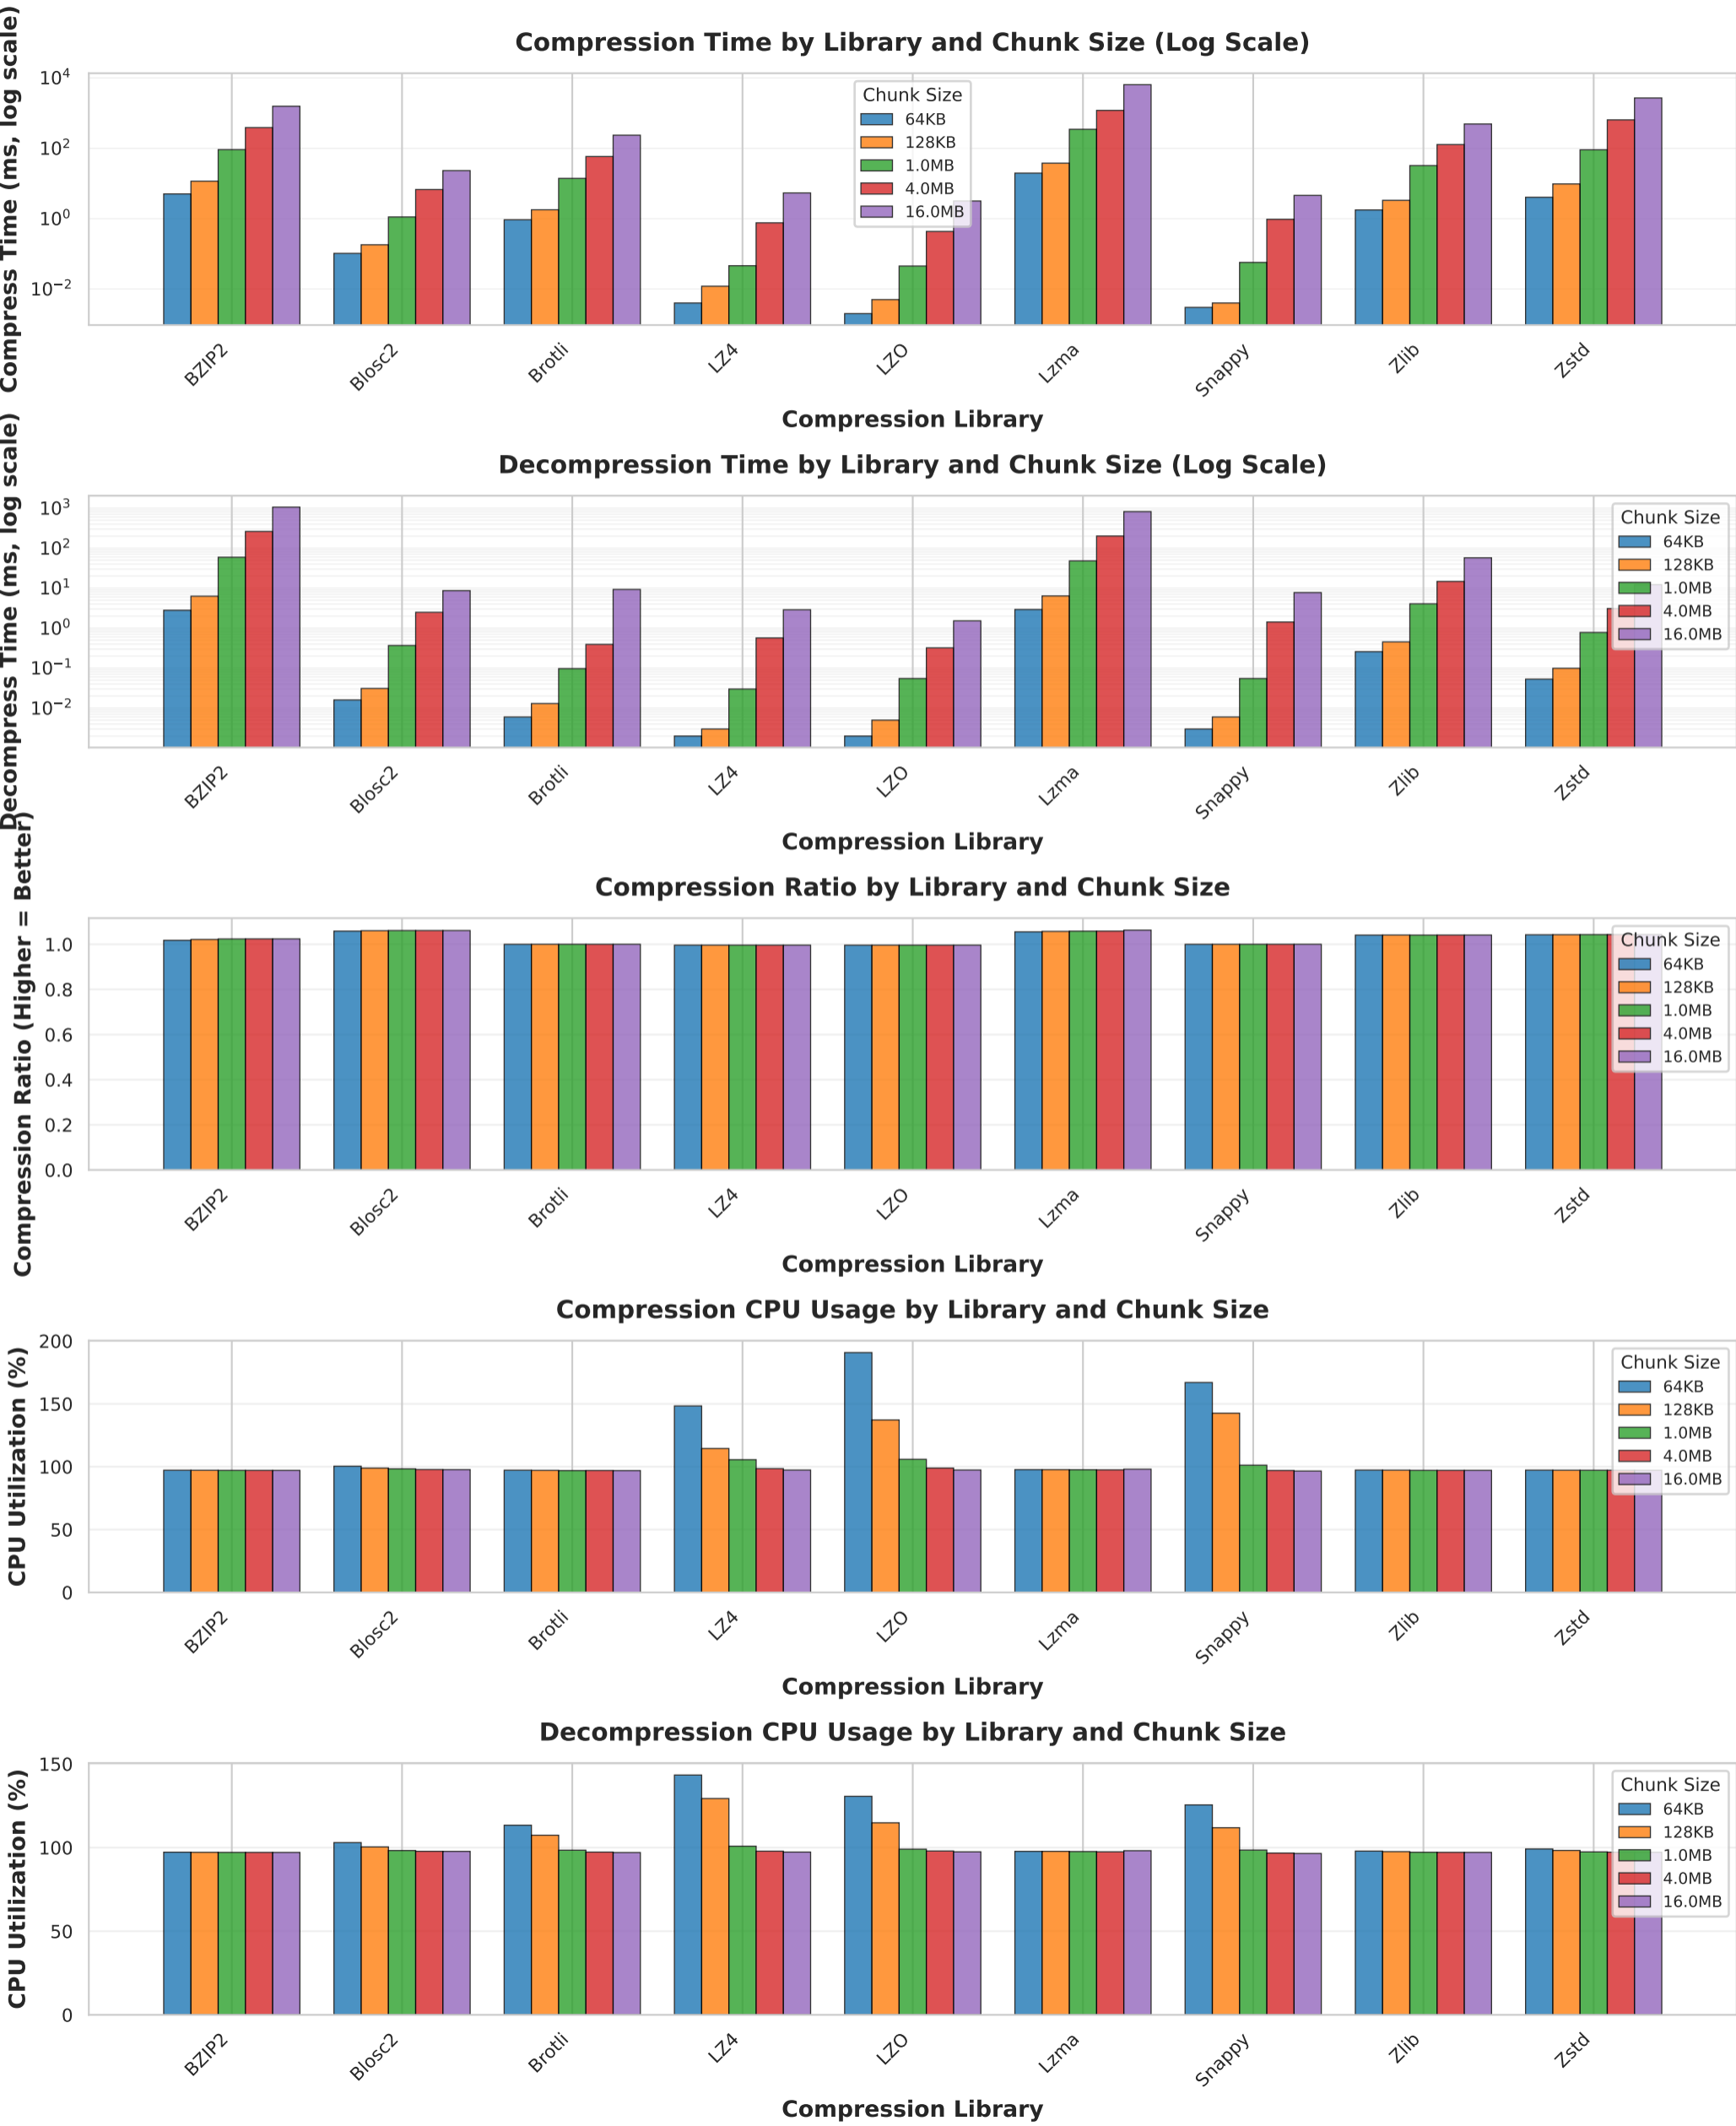 Compression Time by Library and Chunk Size (Log Scale)
Compress Time (ms, log scale)
10⁴
10²
10⁰
10⁻²
Chunk Size
64KB
128KB
1.0MB
4.0MB
16.0MB
BZIP2
Blosc2
Brotli
LZ4
LZO
Lzma
Snappy
Zlib
Zstd
Compression Library
Decompression Time by Library and Chunk Size (Log Scale)
Decompress Time (ms, log scale)
10³
10²
10¹
10⁰
10⁻¹
10⁻²
Chunk Size
64KB
128KB
1.0MB
4.0MB
16.0MB
BZIP2
Blosc2
Brotli
LZ4
LZO
Lzma
Snappy
Zlib
Zstd
Compression Library
Compression Ratio by Library and Chunk Size
Compression Ratio (Higher = Better)
1.0
0.8
0.6
0.4
0.2
0.0
Chunk Size
64KB
128KB
1.0MB
4.0MB
16.0MB
BZIP2
Blosc2
Brotli
LZ4
LZO
Lzma
Snappy
Zlib
Zstd
Compression Library
Compression CPU Usage by Library and Chunk Size
CPU Utilization (%)
200
150
100
50
0
Chunk Size
64KB
128KB
1.0MB
4.0MB
16.0MB
BZIP2
Blosc2
Brotli
LZ4
LZO
Lzma
Snappy
Zlib
Zstd
Compression Library
Decompression CPU Usage by Library and Chunk Size
CPU Utilization (%)
150
100
50
0
Chunk Size
64KB
128KB
1.0MB
4.0MB
16.0MB
BZIP2
Blosc2
Brotli
LZ4
LZO
Lzma
Snappy
Zlib
Zstd
Compression Library